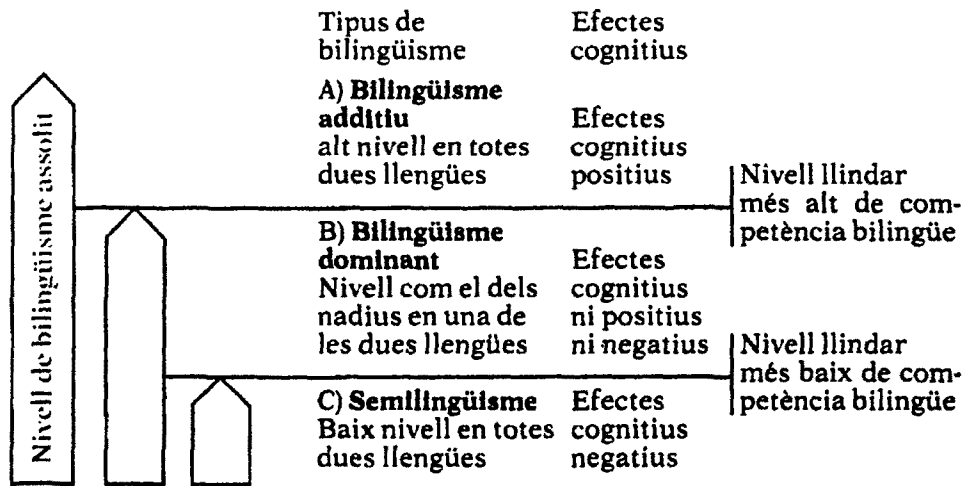 Tipus de bilingüisme
Efectes cognitius
Nivell de bilingüisme assolit
A) Bilingüisme
additiu
alt nivell en totes
dues llengües
Efectes
cognitius
positius
Nivell llindar
més alt de com-
petència bilingüe
B) Bilingüisme
dominant
Nivell com el dels
nadius en una de
les dues llengües
Efectes
cognitius
ni positius
ni negatius
Nivell llindar
més baix de com-
petència bilingüe
C) Semilingüisme
Baix nivell en totes
dues llengües
Efectes
cognitius
negatius